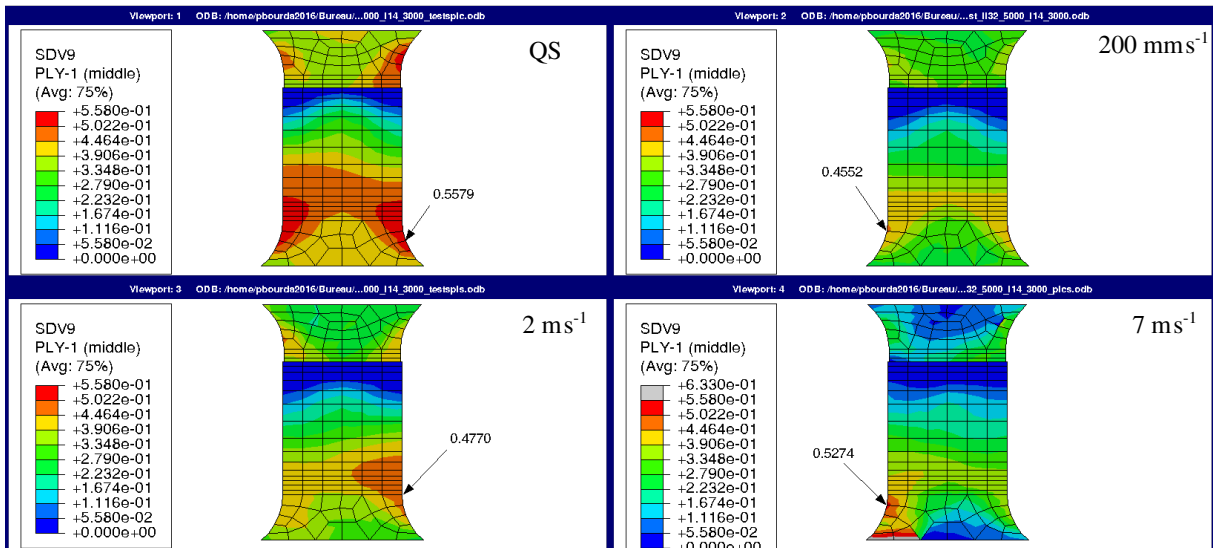 Viewport: 1 ODB: /home/pbourda2016/Bureau/...000_l14_3000_testsplc.odb
QS
SDV9
PLY-1 (middle)
(Avg: 75%)
+5.580e-01
+5.022e-01
+4.464e-01
+3.906e-01
+3.348e-01
+2.790e-01
+2.232e-01
+1.674e-01
+1.116e-01
+5.580e-02
+0.000e+00
0.5579
Viewport: 2 ODB: /home/pbourda2016/Bureau/...st_ll32_5000_l14_3000.odb
200 mms-1
SDV9
PLY-1 (middle)
(Avg: 75%)
+5.580e-01
+5.022e-01
+4.464e-01
+3.906e-01
+3.348e-01
+2.790e-01
+2.232e-01
+1.674e-01
+1.116e-01
+5.580e-02
+0.000e+00
0.4552
Viewport: 3 ODB: /home/pbourda2016/Bureau/...000_l14_3000_testspls.odb
2 ms-1
SDV9
PLY-1 (middle)
(Avg: 75%)
+5.580e-01
+5.022e-01
+4.464e-01
+3.906e-01
+3.348e-01
+2.790e-01
+2.232e-01
+1.674e-01
+1.116e-01
+5.580e-02
+0.000e+00
0.4770
Viewport: 4 ODB: /home/pbourda2016/Bureau/...32_5000_l14_3000_plcs.odb
7 ms-1
SDV9
PLY-1 (middle)
(Avg: 75%)
+6.330e-01
+5.580e-01
+5.022e-01
+4.464e-01
+3.906e-01
+3.348e-01
+2.790e-01
+2.232e-01
+1.674e-01
+1.116e-01
+5.580e-02
+0.000e+00
0.5274